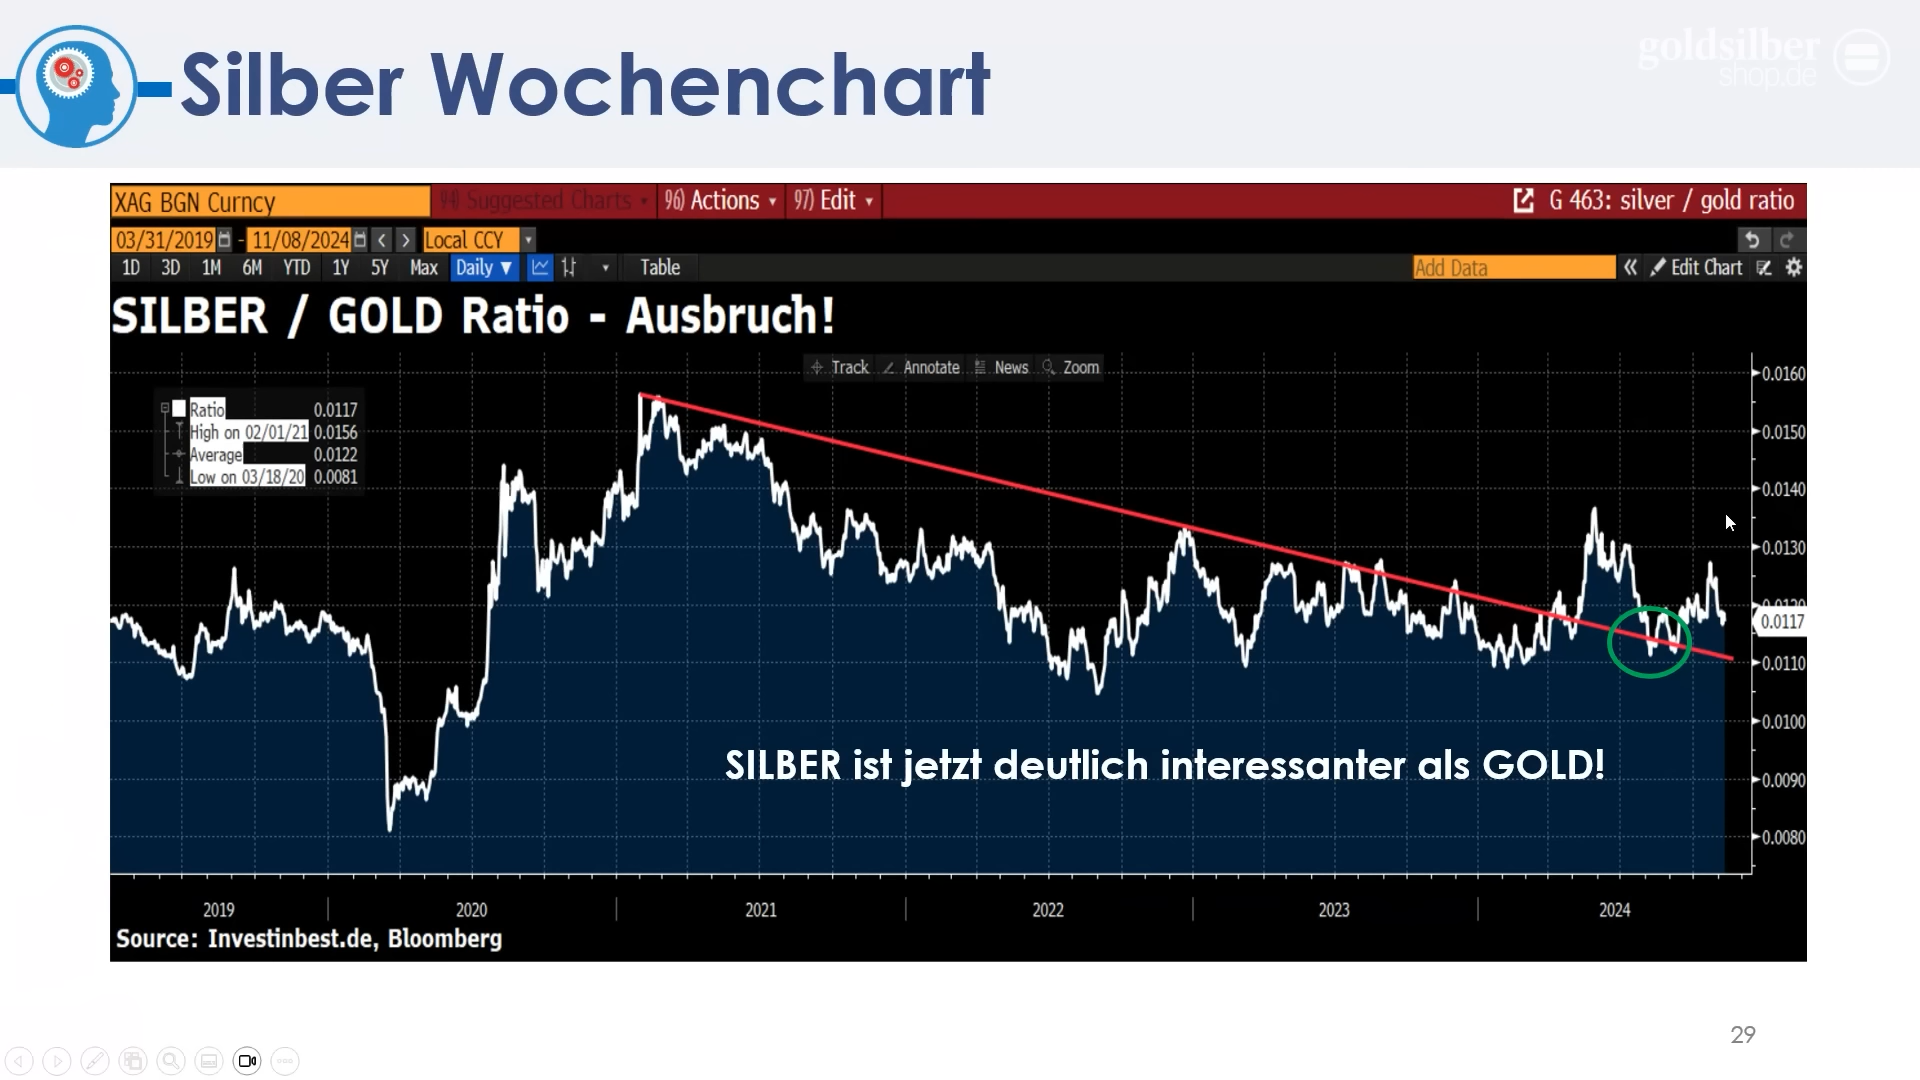 Silber Wochenchart
goldsilber
shop.de
XAG BGN Curncy
94) Suggested Charts
96) Actions
97) Edit
G 463: silver / gold ratio
03/31/2019 - 11/08/2024 < > Local CCY
1D 3D 1M 6M YTD 1Y 5Y Max Daily Table
Add Data « Edit Chart
SILBER / GOLD Ratio - Ausbruch!
Track Annotate News Zoom
Ratio 0.0117
High on 02/01/21 0.0156
Average 0.0122
Low on 03/18/20 0.0081
0.0160
0.0150
0.0140
0.0130
0.0120
0.0117
0.0110
0.0100
0.0090
0.0080
SILBER ist jetzt deutlich interessanter als GOLD!
2019 2020 2021 2022 2023 2024
Source: Investinbest.de, Bloomberg
29